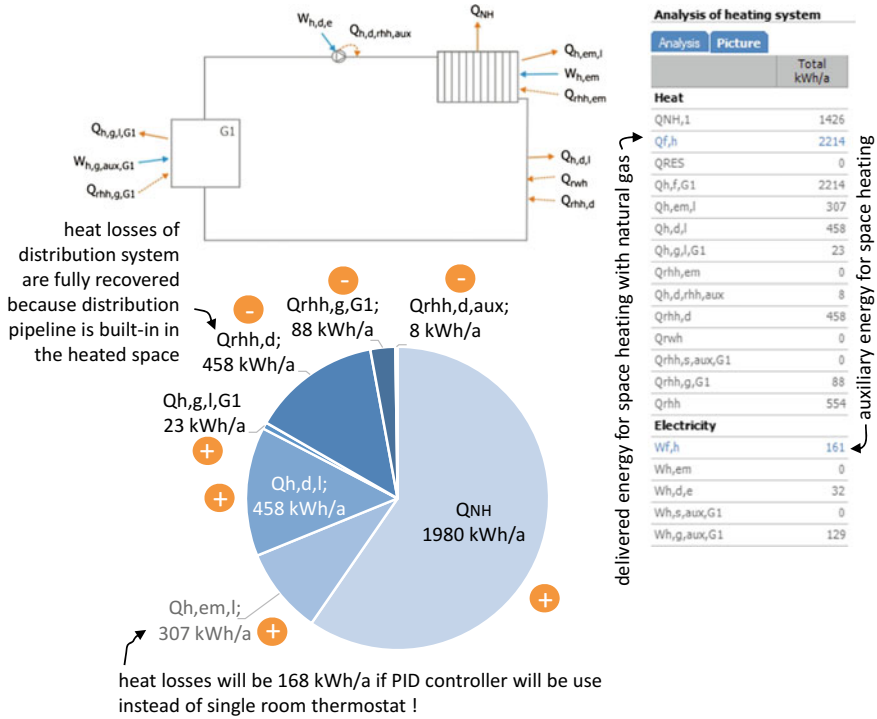 QNH
Wh,d,e
Qh,d,rhh,aux
Qh,em,l
Wh,em
Qrhh,em
G1
Qh,g,l,G1
Wh,g,aux,G1
Qrhh,g,G1
Qh,d,l
Qrwh
Qrhh,d
heat losses of
distribution system
are fully recovered
because distribution
pipeline is built-in in
the heated space
-
-
-
Qrhh,d;
458 kWh/a
Qrhh,g,G1;
88 kWh/a
Qrhh,d,aux;
8 kWh/a
Qh,g,l,G1
23 kWh/a
+
+
Qh,d,l;
458 kWh/a
QNH
1980 kWh/a
+
Qh,em,l;
307 kWh/a
+
heat losses will be 168 kWh/a if PID controller will be use
instead of single room thermostat !
delivered energy for space heating with natural gas
Analysis of heating system
Analysis Picture
Total
kWh/a
Heat
QNH,1 1426
Qf,h 2214
QRES 0
Qh,f,G1 2214
Qh,em,l 307
Qh,d,l 458
Qh,g,l,G1 23
Qrhh,em 0
Qh,d,rhh,aux 8
Qrhh,d 458
Qrwh 0
Qrhh,s,aux,G1 0
Qrhh,g,G1 88
Qrhh 554
Electricity
Wf,h 161
Wh,em 0
Wh,d,e 32
Wh,s,aux,G1 0
Wh,g,aux,G1 129
auxiliary energy for space heating